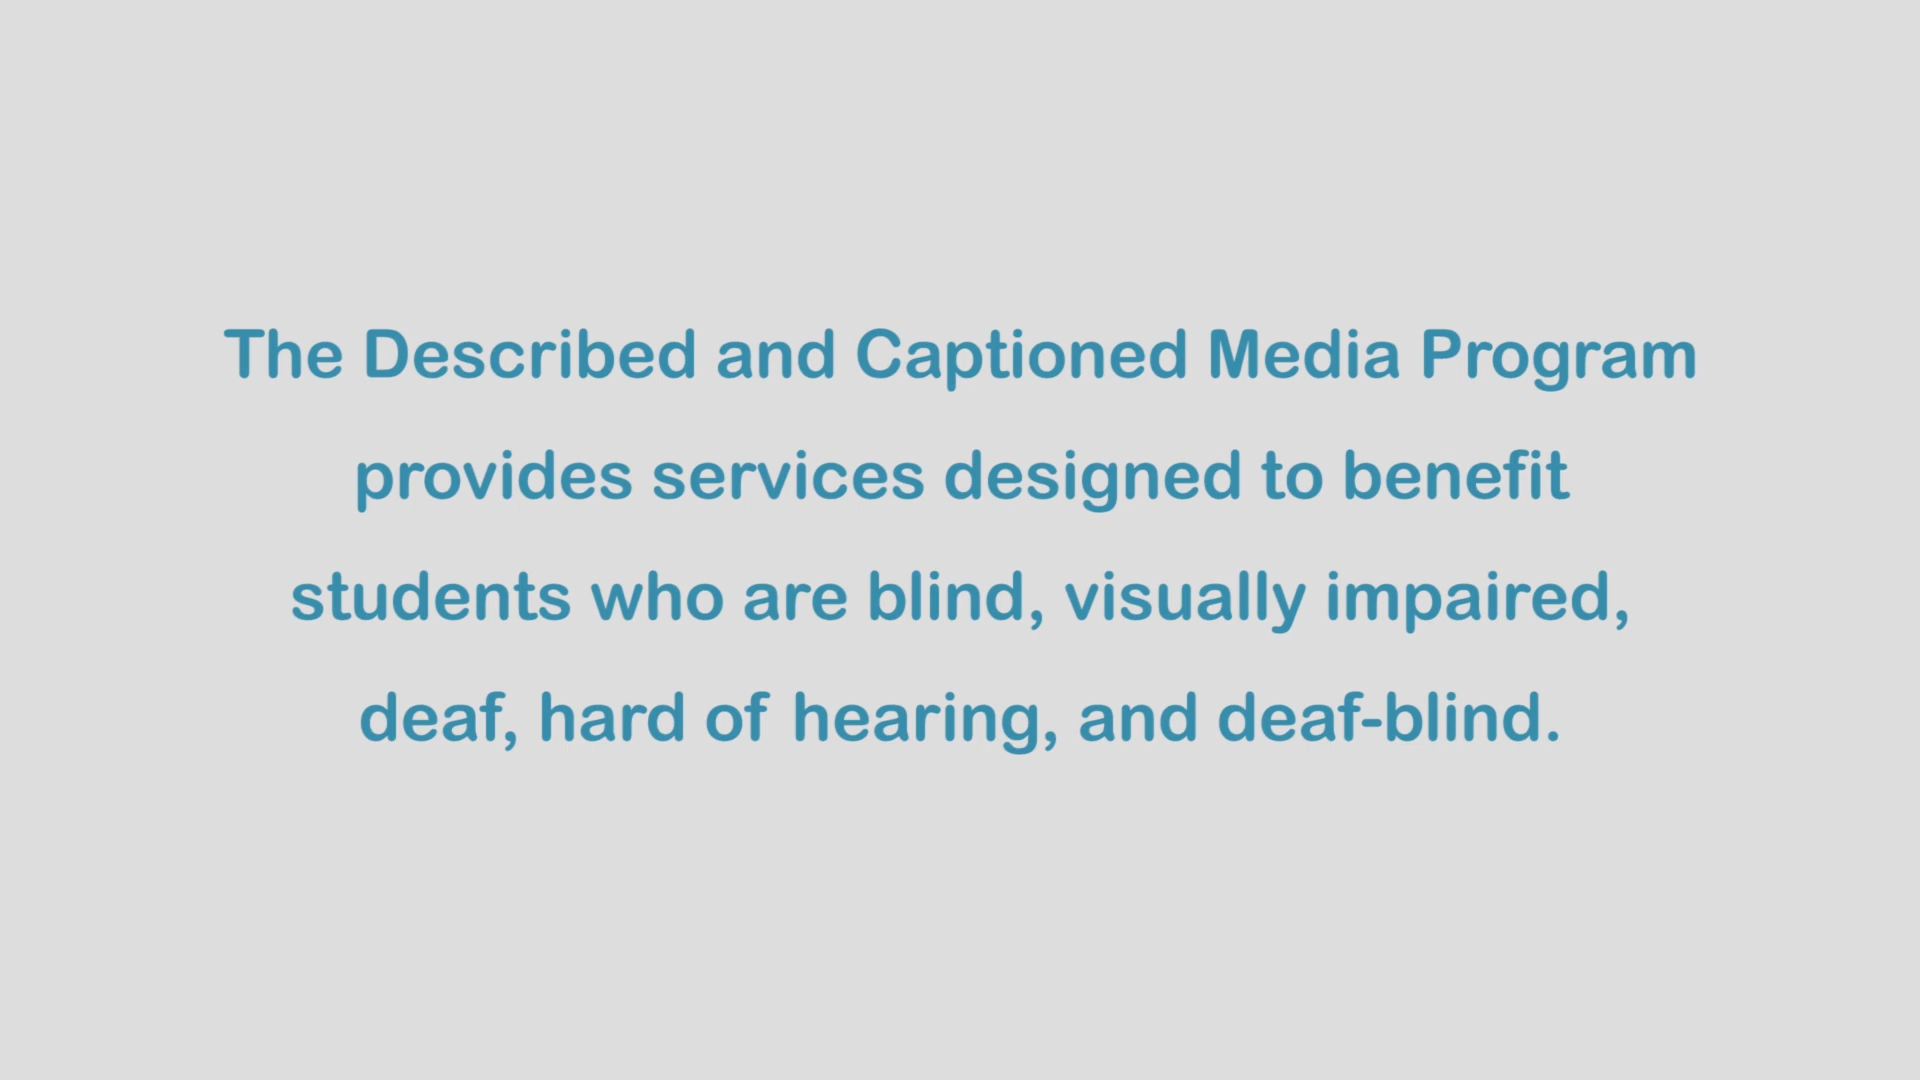 The Described and Captioned Media Program
provides services designed to benefit
students who are blind, visually impaired,
deaf, hard of hearing, and deaf-blind.